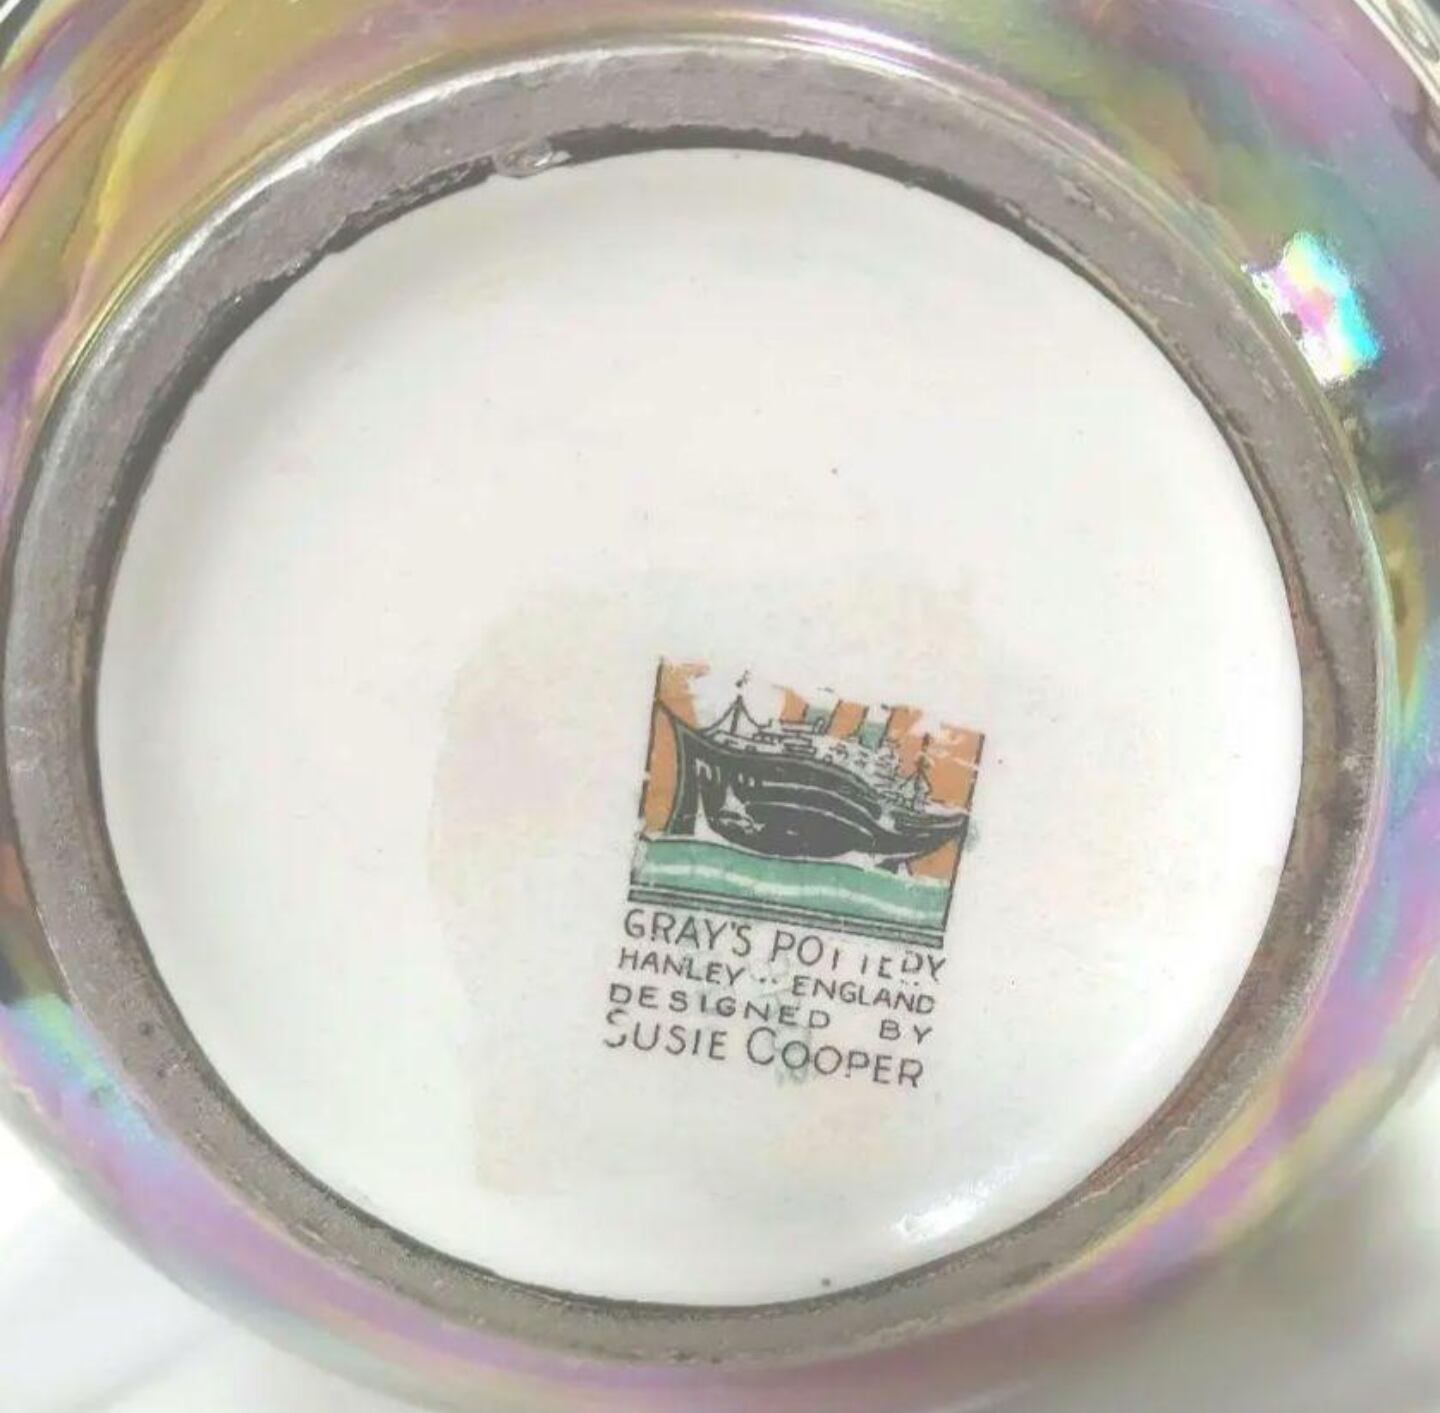 GRAY'S POTTERY
HANLEY .. ENGLAND
DESIGNED BY
SUSIE COOPER